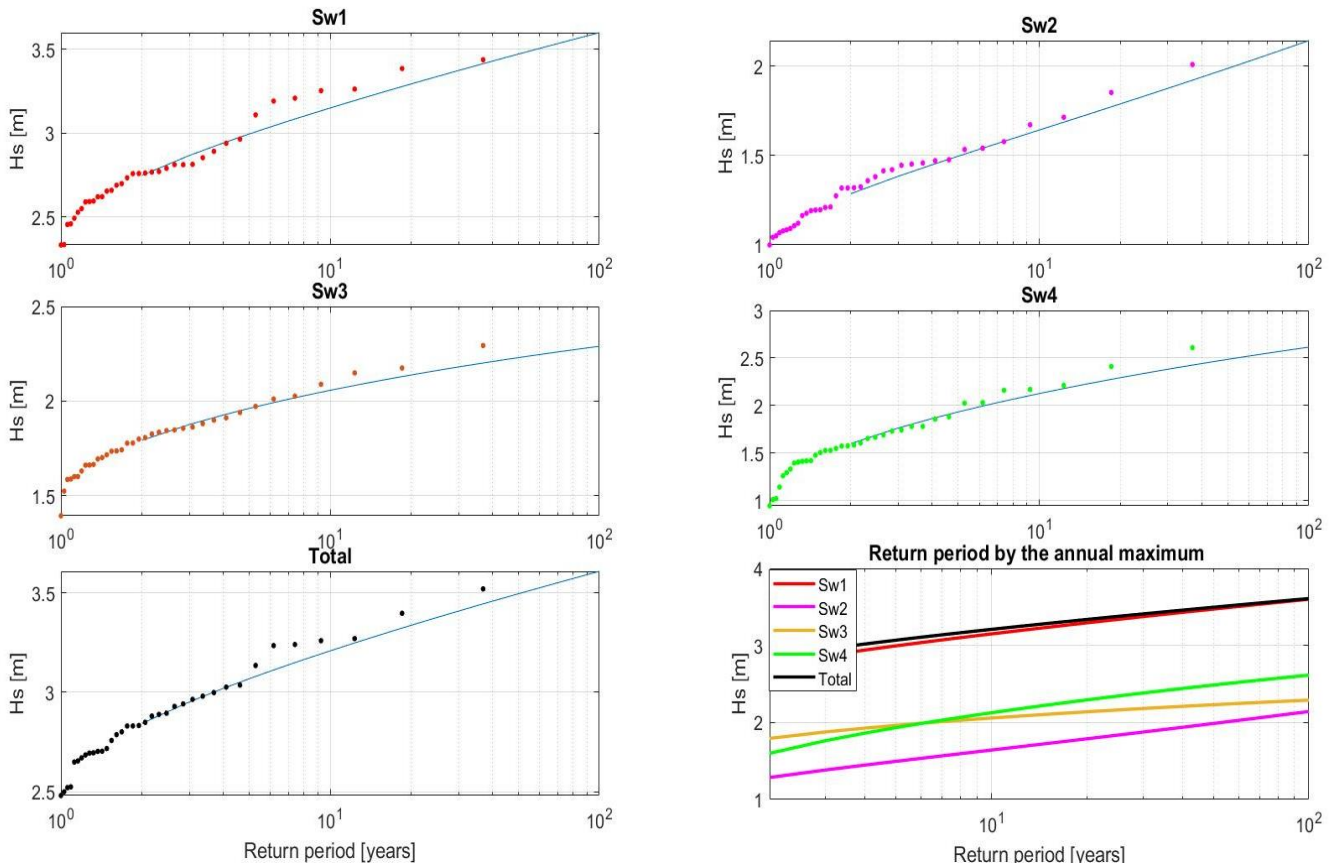 Sw1
Hs [m]
3.5
3
2.5
10^0
10^1
10^2
Sw2
Hs [m]
2
1.5
1
10^0
10^1
10^2
Sw3
Hs [m]
2.5
2
1.5
10^0
10^1
10^2
Sw4
Hs [m]
3
2.5
2
1.5
1
10^0
10^1
10^2
Total
Hs [m]
3.5
3
2.5
10^0
10^1
10^2
Return period [years]
Return period by the annual maximum
Hs [m]
4
3
2
1
Sw1
Sw2
Sw3
Sw4
Total
10^1
10^2
Return period [years]